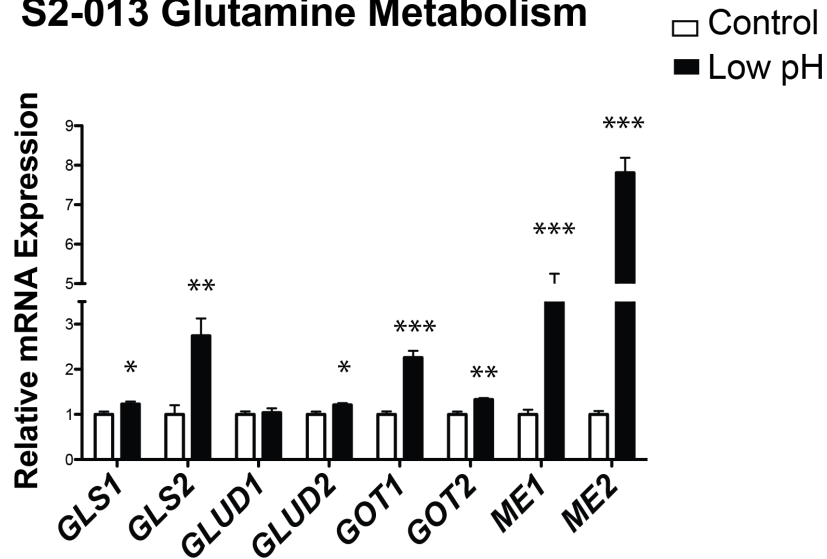 S2-013 Glutamine Metabolism
Control
Low pH
Relative mRNA Expression
9
8
7
6
5
3
2
1
0
*
**
*
***
**
***
***
GLS1
GLS2
GLUD1
GLUD2
GOT1
GOT2
ME1
ME2